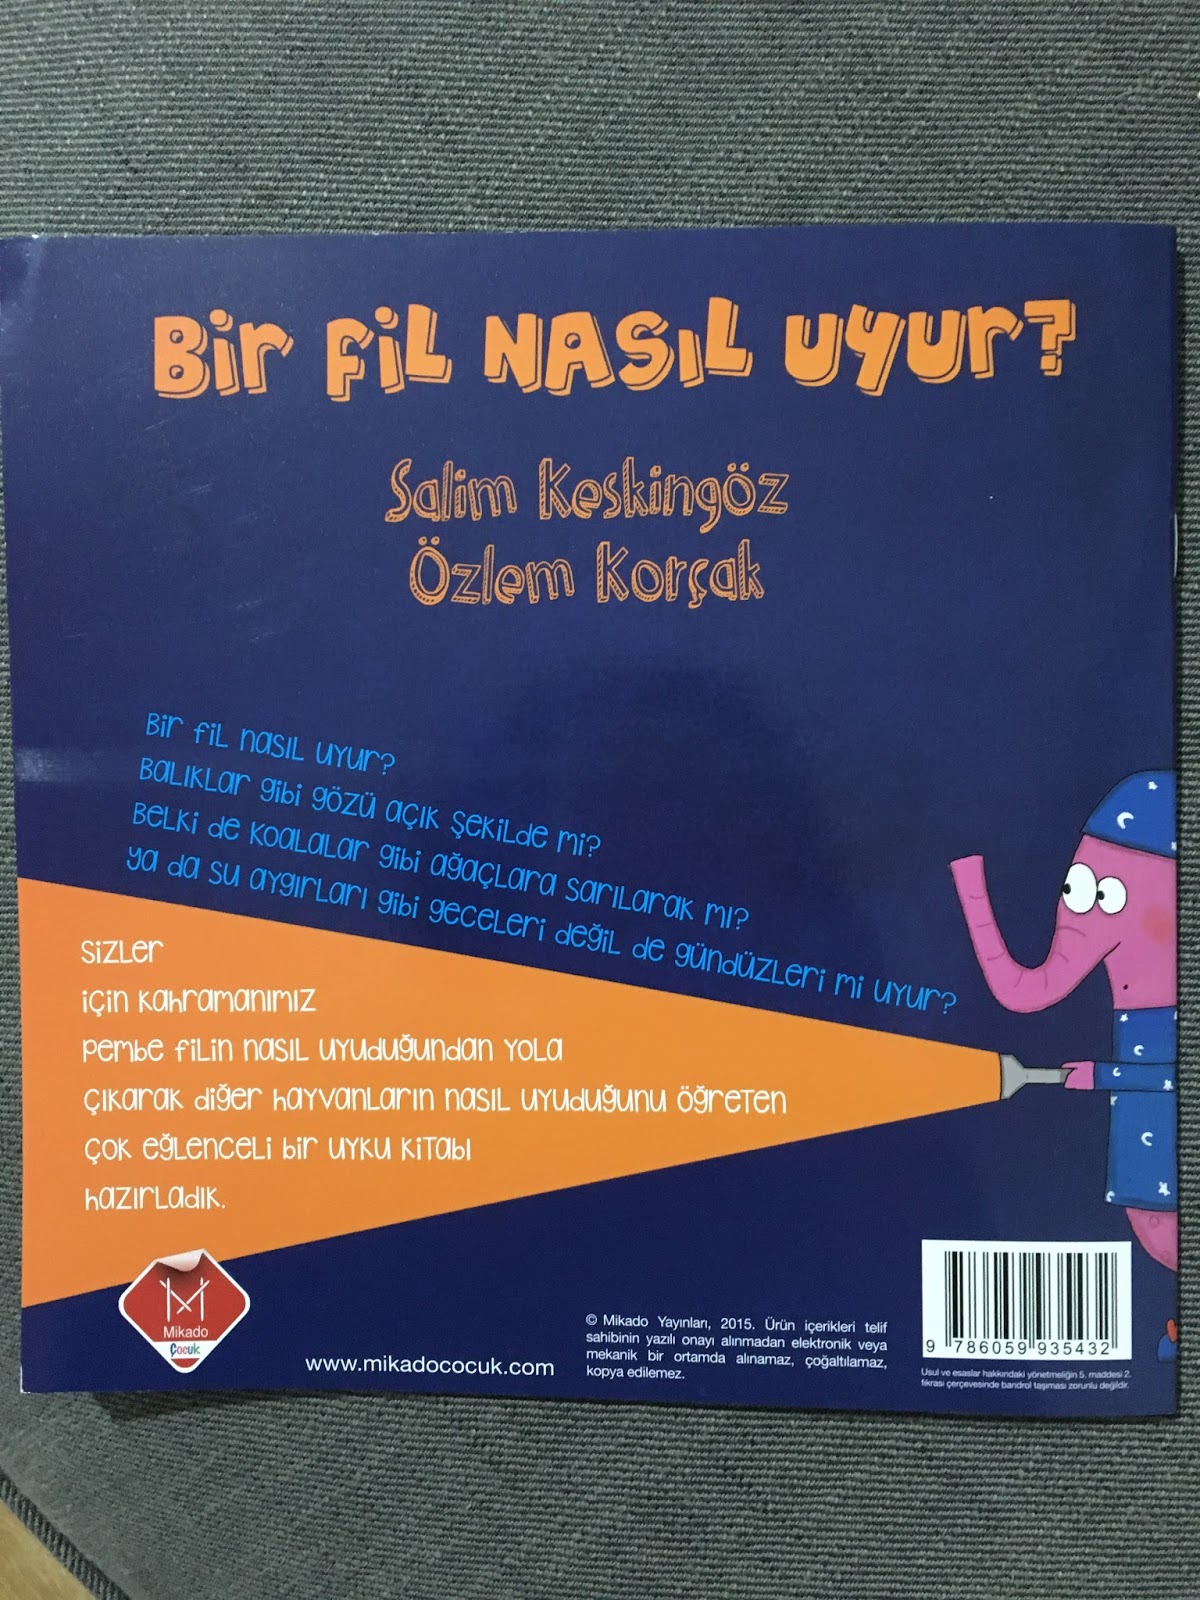 Bir fil nasıl uyur?
Salim Keskingöz
Özlem Korşak
Bir fil nasıl uyur?
Balıklar gibi gözü açık şekilde mi?
Belki de koalalar gibi ağaçlara sarılarak mı?
ya da su aygırları gibi geceleri değil de gündüzleri mi uyur?
sizler
için kahramanımız
pembe filin nasıl uyuduğundan yola
çıkarak diğer hayvanların nasıl uyuduğunu öğreten
çok eğlenceli bir uyku kitabı
hazırladık.
Mikado
Çocuk
www.mikadococuk.com
© Mikado Yayınları, 2015. Ürün içerikleri telif
sahibinin yazılı onayı alınmadan elektronik veya
mekanik bir ortamda alınamaz, çoğaltılamaz,
kopya edilemez.
9 786059 935432
Usul ve esaslar hakkındaki yönetmeliğin 5. maddesi 2.
fıkrası çerçevesinde bandrol taşıması zorunlu değildir.